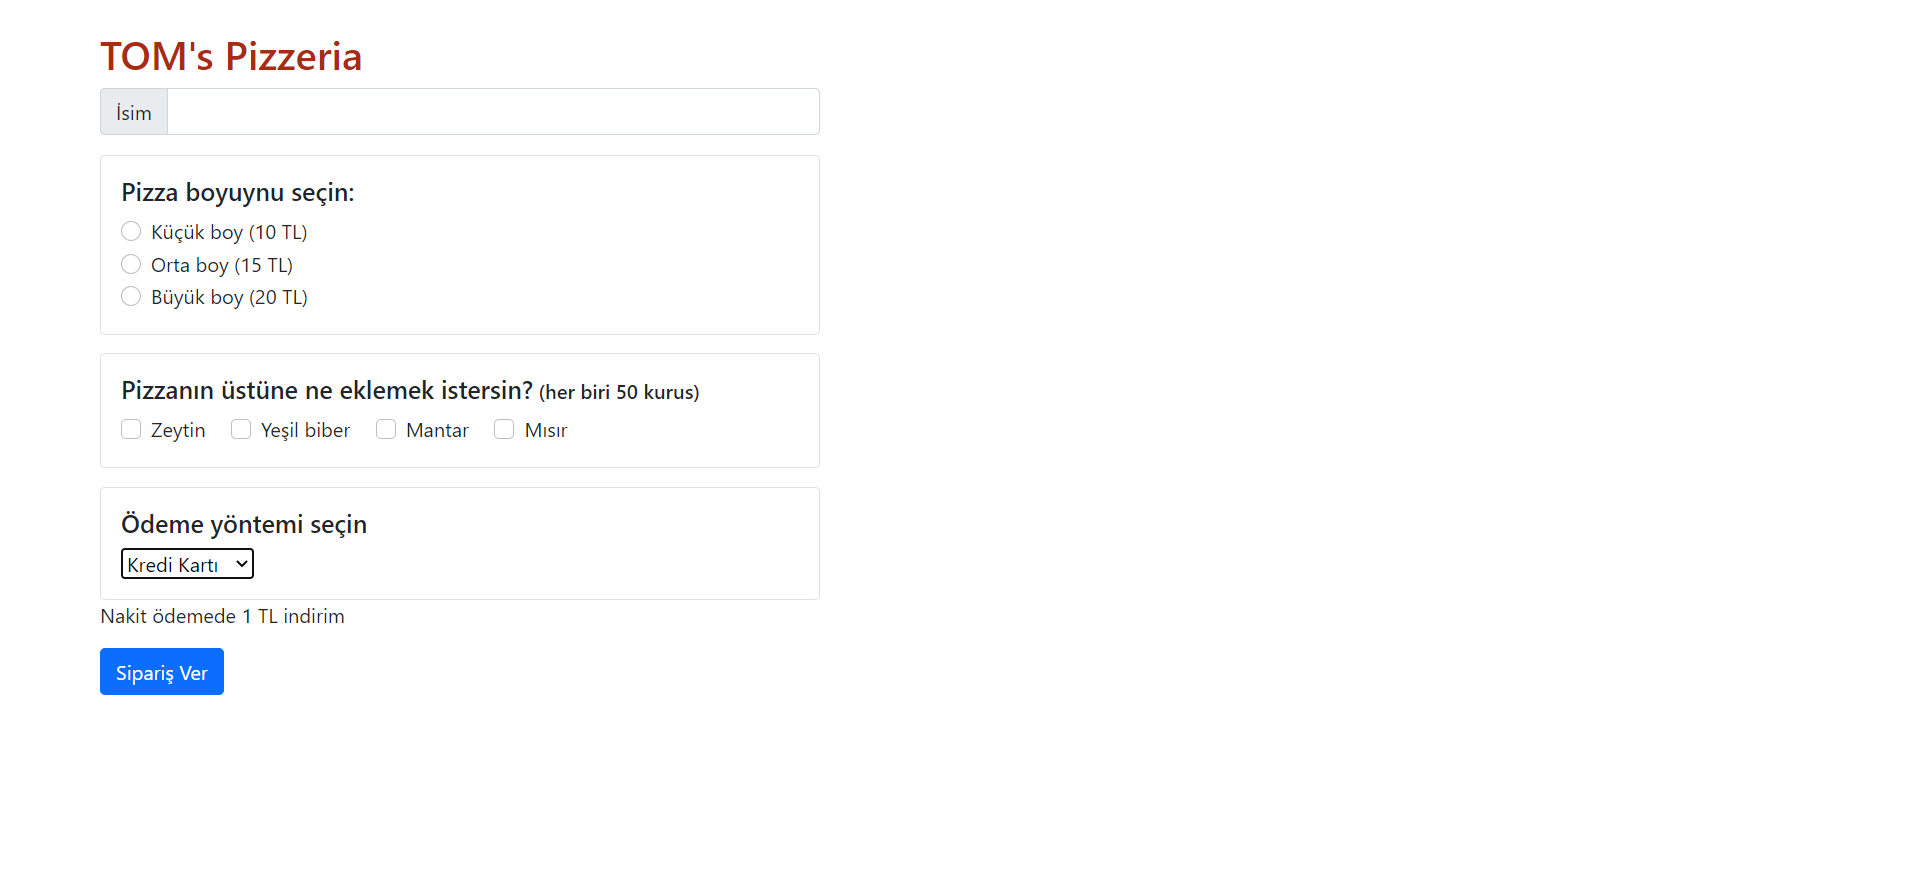 TOM's Pizzeria
İsim
Pizza boyuynu seçin:
Küçük boy (10 TL)
Orta boy (15 TL)
Büyük boy (20 TL)
Pizzanın üstüne ne eklemek istersin? (her biri 50 kurus)
Zeytin Yeşil biber Mantar Mısır
Ödeme yöntemi seçin
Kredi Kartı
Nakit ödemede 1 TL indirim
Sipariş Ver